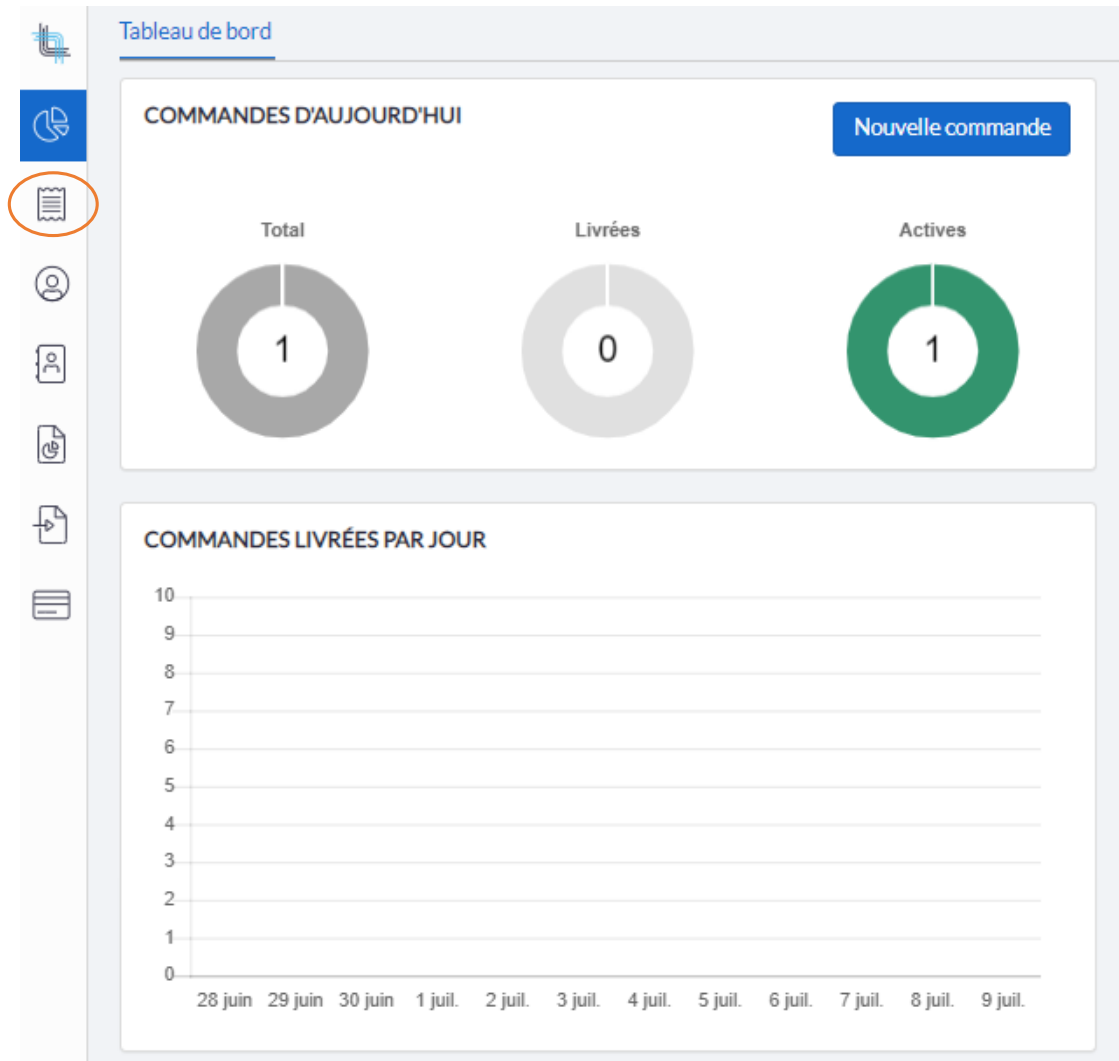 Tableau de bord
COMMANDES D'AUJOURD'HUI
Nouvelle commande
Total Livrées Actives
1 0 1
COMMANDES LIVRÉES PAR JOUR
10
9
8
7
6
5
4
3
2
1
0
28 juin 29 juin 30 juin 1 juil. 2 juil. 3 juil. 4 juil. 5 juil. 6 juil. 7 juil. 8 juil. 9 juil.